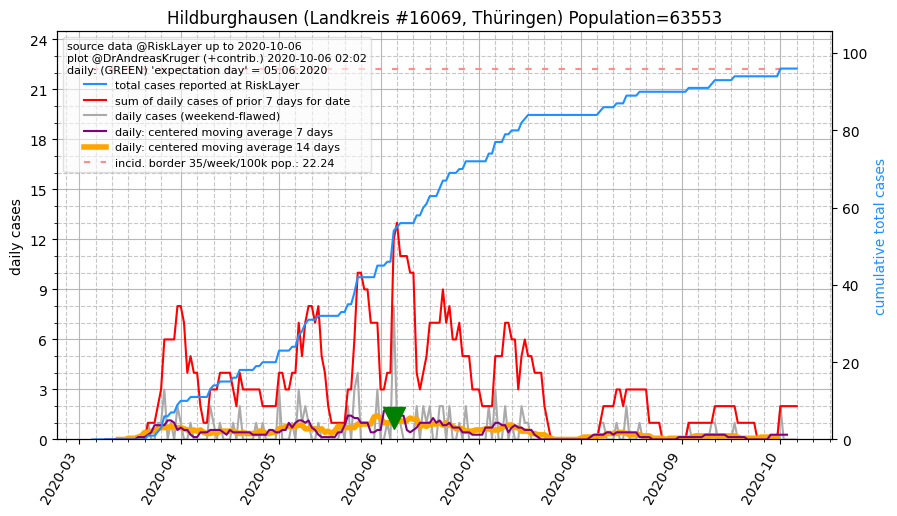 Hildburghausen (Landkreis #16069, Thüringen) Population=63553
source data @RiskLayer up to 2020-10-06
plot @DrAndreasKruger (+contrib.) 2020-10-06 02:02
daily: (GREEN) 'expectation day' = 05.06.2020
total cases reported at RiskLayer
sum of daily cases of prior 7 days for date
daily cases (weekend-flawed)
daily: centered moving average 7 days
daily: centered moving average 14 days
incid. border 35/week/100k pop.: 22.24
daily cases
24
21
18
15
12
9
6
3
0
cumulative total cases
100
80
60
40
20
0
2020-03
2020-04
2020-05
2020-06
2020-07
2020-08
2020-09
2020-10